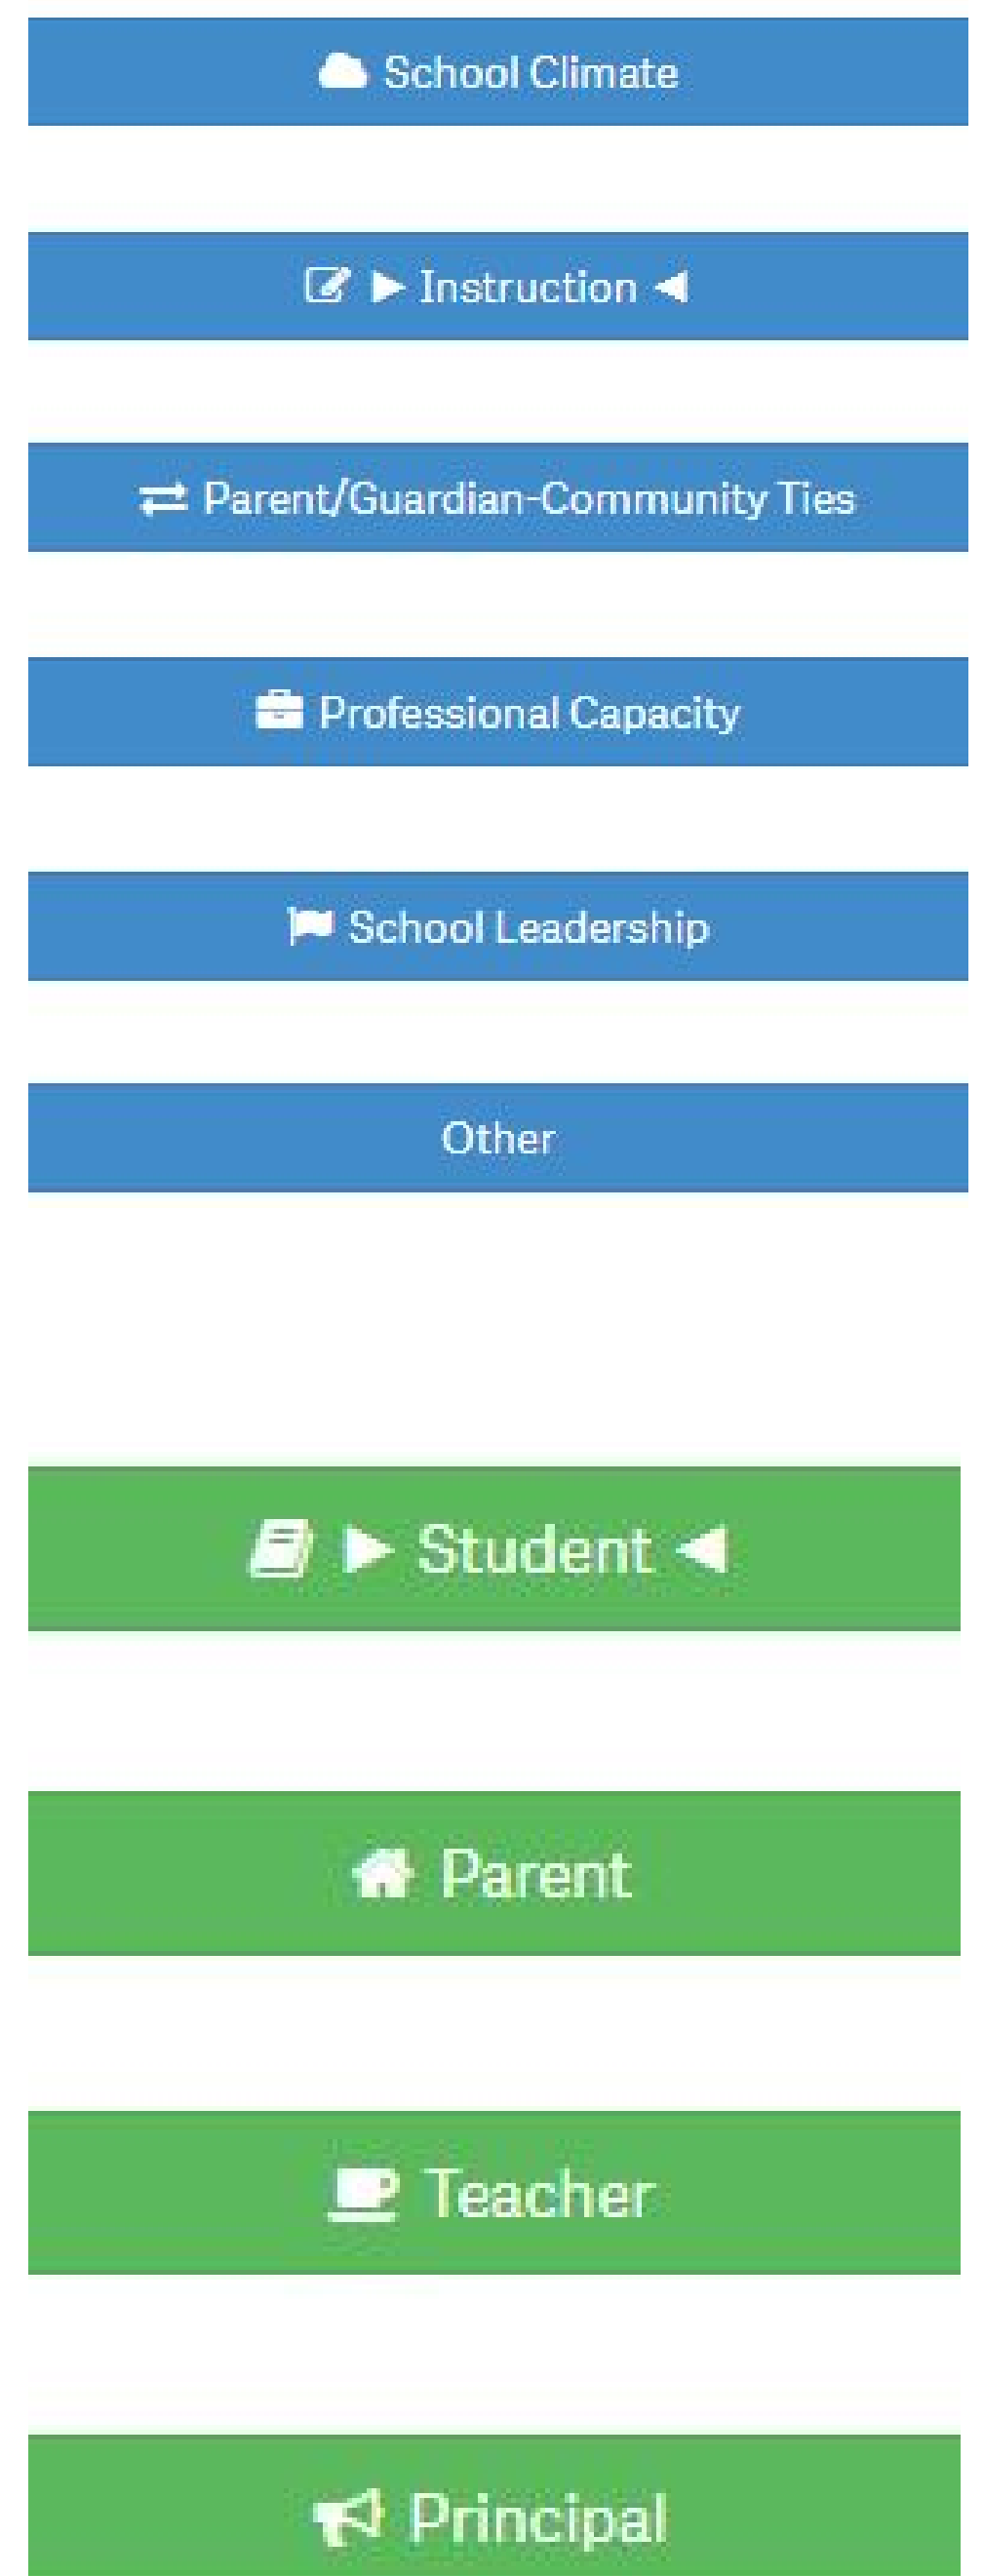 School Climate
► Instruction ◄
Parent/Guardian-Community Ties
Professional Capacity
School Leadership
Other
► Student ◄
Parent
Teacher
Principal